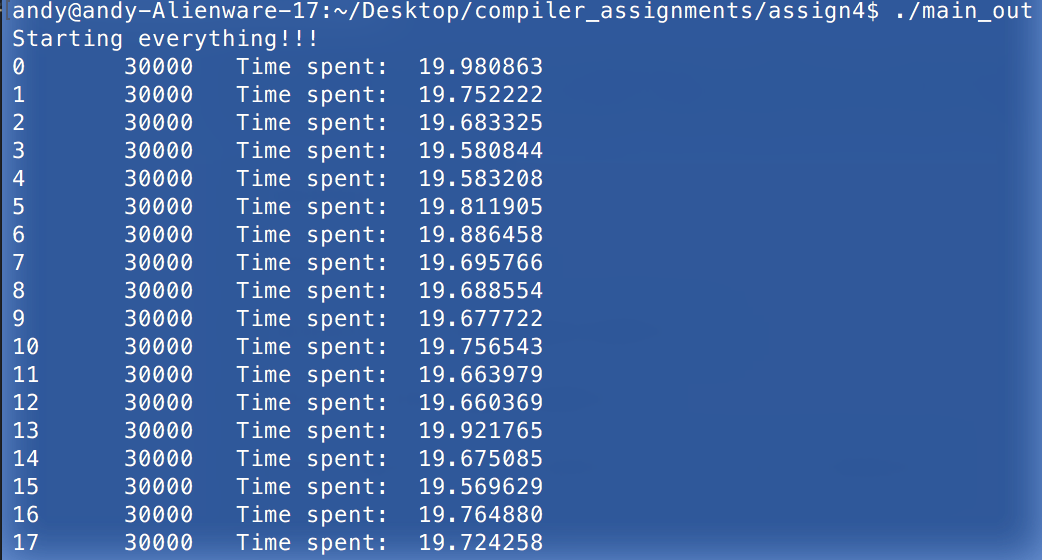 andy@andy-Alienware-17:~/Desktop/compiler_assignments/assign4$ ./main_out
Starting everything!!!
0 30000 Time spent: 19.980863
1 30000 Time spent: 19.752222
2 30000 Time spent: 19.683325
3 30000 Time spent: 19.580844
4 30000 Time spent: 19.583208
5 30000 Time spent: 19.811905
6 30000 Time spent: 19.886458
7 30000 Time spent: 19.695766
8 30000 Time spent: 19.688554
9 30000 Time spent: 19.677722
10 30000 Time spent: 19.756543
11 30000 Time spent: 19.663979
12 30000 Time spent: 19.660369
13 30000 Time spent: 19.921765
14 30000 Time spent: 19.675085
15 30000 Time spent: 19.569629
16 30000 Time spent: 19.764880
17 30000 Time spent: 19.724258